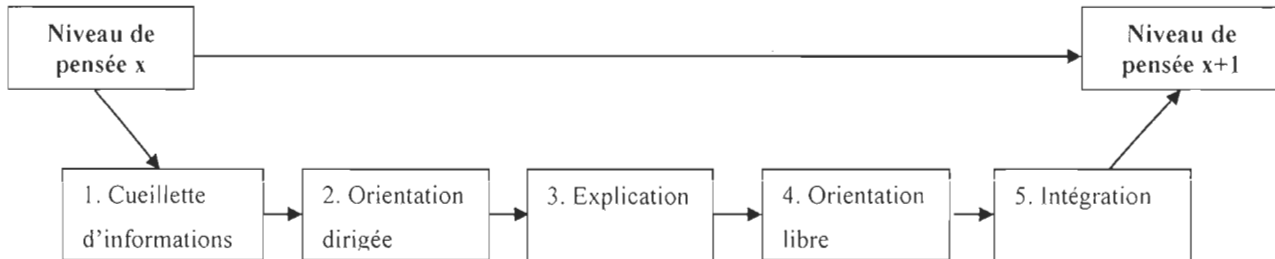 Niveau de
pensée x
Niveau de
pensée x+1
1. Cueillette
d'informations
2. Orientation
dirigée
3. Explication
4. Orientation
libre
5. Intégration